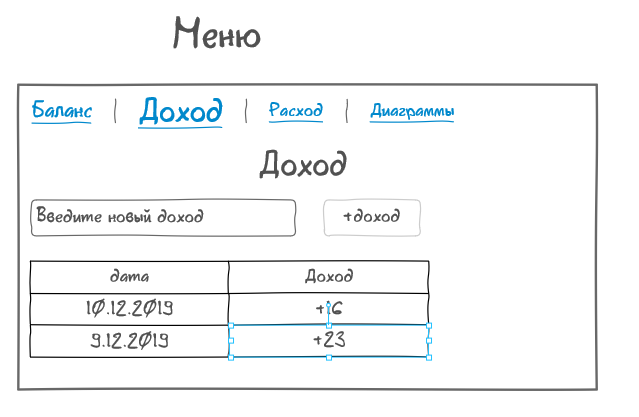 Меню
Баланс | Доход | Расход | Диаграммы
Доход
Введите новый доход +доход
дата Доход
10.12.2019 +16
9.12.2019 +23